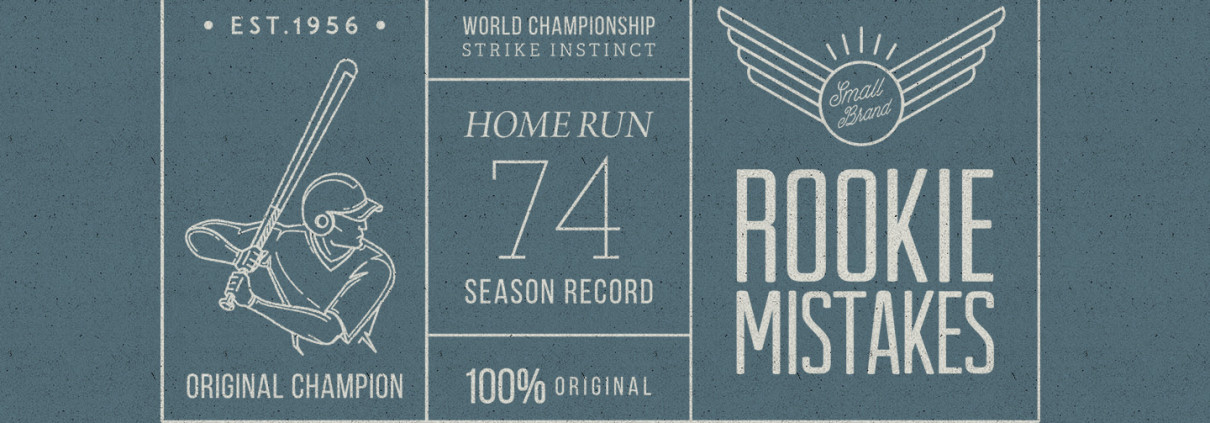 • EST.1956 •
ORIGINAL CHAMPION
WORLD CHAMPIONSHIP
STRIKE INSTINCT
HOME RUN
74
SEASON RECORD
100% ORIGINAL
Small
Brand
ROOKIE
MISTAKES